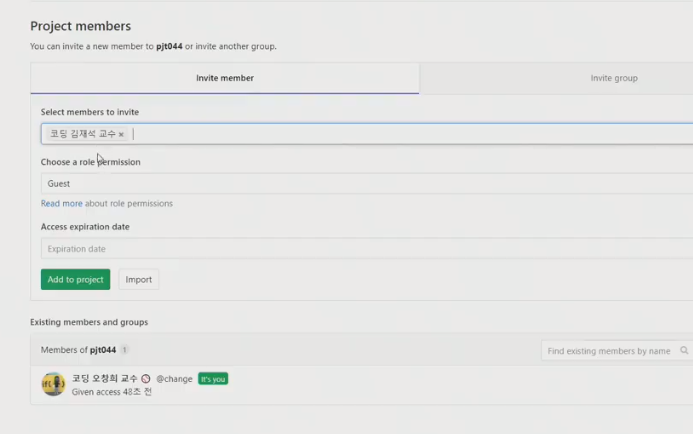 Project members
You can invite a new member to pjt044 or invite another group.
Invite member
Invite group
Select members to invite
코딩 김재석 교수 ×
Choose a role permission
Guest
Read more about role permissions
Access expiration date
Expiration date
Add to project
Import
Existing members and groups
Members of pjt044 1
Find existing members by name
코딩 오창희 교수 @change It's you
Given access 48초 전